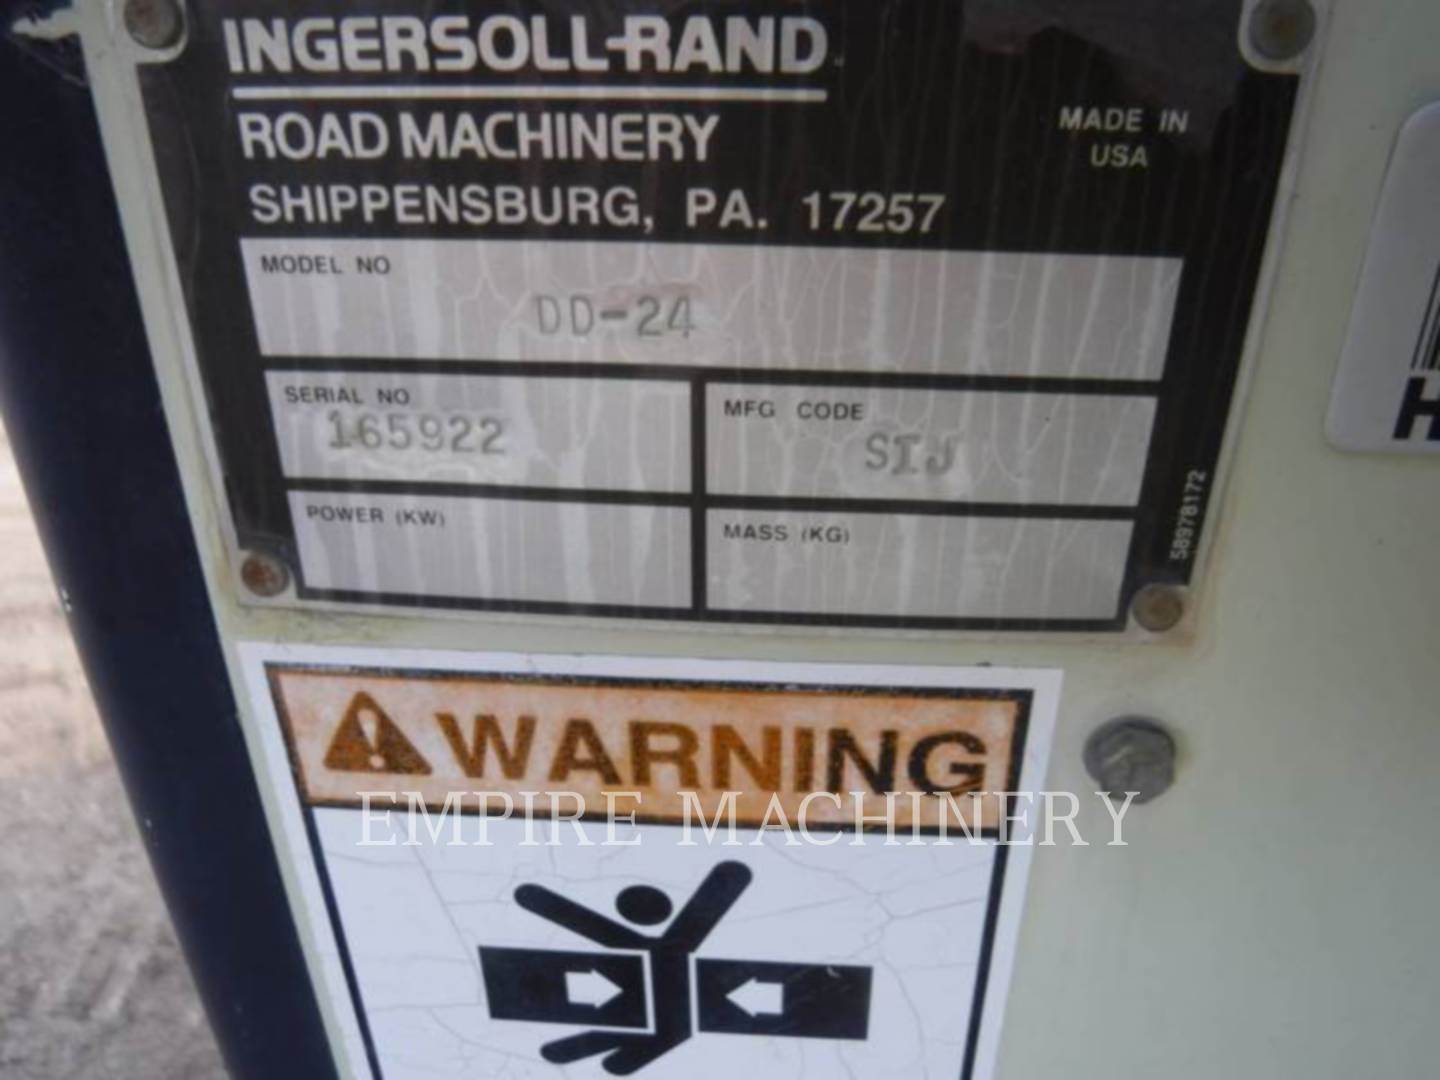 INGERSOLL-RAND
ROAD MACHINERY
SHIPPENSBURG, PA. 17257
MADE IN
USA
MODEL NO
DD-24
SERIAL NO
165922
MFG CODE
SIJ
POWER (KW)
MASS (KG)
58978172
WARNING
EMPIRE MACHINERY
H